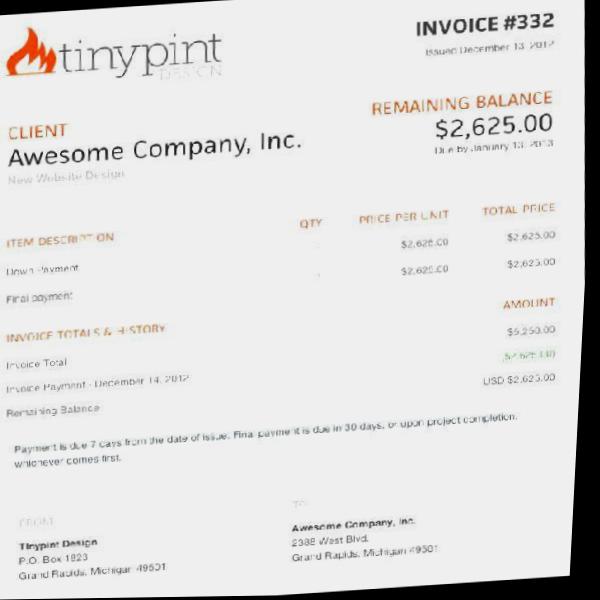 tinypint
DESIGN
INVOICE #332
Issued December 13, 2012
REMAINING BALANCE
$2,625.00
Due by January 13, 2013
CLIENT
Awesome Company, Inc.
New Website Design
ITEM DESCRIPTION QTY PRICE PER UNIT TOTAL PRICE
Down Payment $2,625.00 $2,625.00
Final payment $2,625.00 $2,625.00
INVOICE TOTALS & HISTORY AMOUNT
Invoice Total $5,250.00
Invoice Payment - December 14, 2012 $2,625.00
Remaining Balance USD $2,625.00
Payment is due 7 days from the date of issue. Final payment is due in 30 days, or upon project completion,
whichever comes first.
FROM
Tinypint Design
P.O. Box 1823
Grand Rapids, Michigan 49501
TO
Awesome Company, Inc.
2388 West Blvd.
Grand Rapids, Michigan 49501